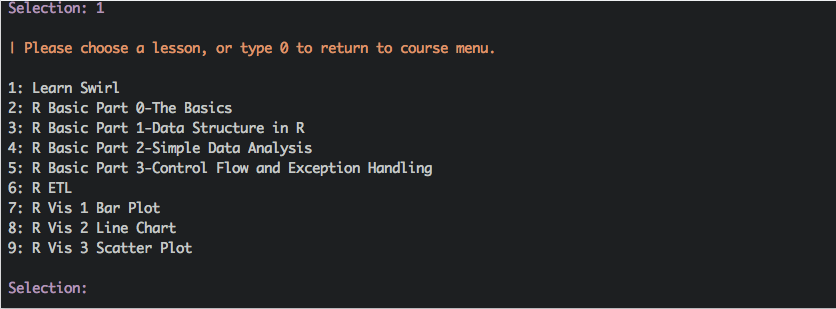 Selection: 1
| Please choose a lesson, or type 0 to return to course menu.
1: Learn Swirl
2: R Basic Part 0-The Basics
3: R Basic Part 1-Data Structure in R
4: R Basic Part 2-Simple Data Analysis
5: R Basic Part 3-Control Flow and Exception Handling
6: R ETL
7: R Vis 1 Bar Plot
8: R Vis 2 Line Chart
9: R Vis 3 Scatter Plot
Selection: